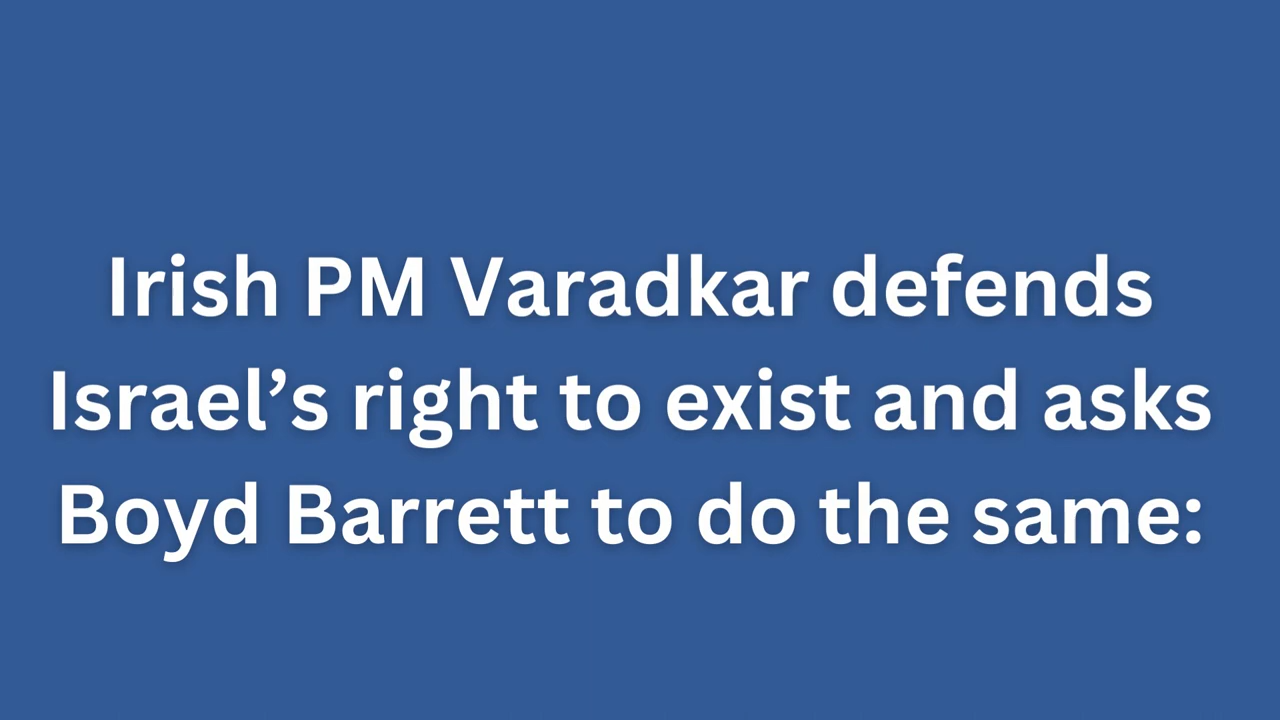 Irish PM Varadkar defends
Israel’s right to exist and asks
Boyd Barrett to do the same: